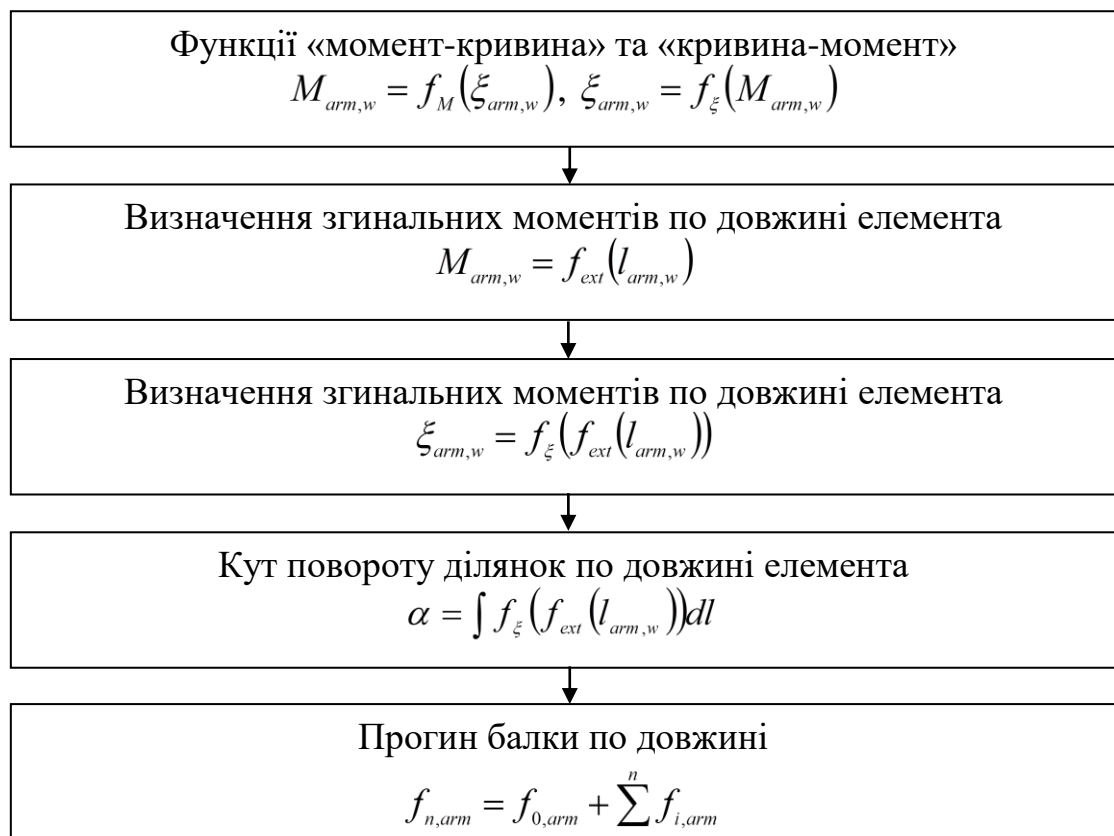 Функції «момент-кривина» та «кривина-момент»
M_{arm,w} = f_M(ξ_{arm,w}), ξ_{arm,w} = f_ξ(M_{arm,w})
Визначення згинальних моментів по довжині елемента
M_{arm,w} = f_{ext}(l_{arm,w})
Визначення згинальних моментів по довжині елемента
ξ_{arm,w} = f_ξ(f_{ext}(l_{arm,w}))
Кут повороту ділянок по довжині елемента
α = ∫ f_ξ(f_{ext}(l_{arm,w}))dl
Прогин балки по довжині
f_{n,arm} = f_{0,arm} + ∑^{n} f_{i,arm}